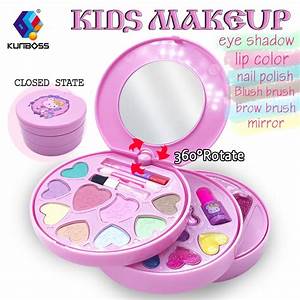 KUNBOSS
KIDS MAKEUP
eye shadow
lip color
nail polish
Blush brush
brow brush
mirror
CLOSED STATE
360°Rotate